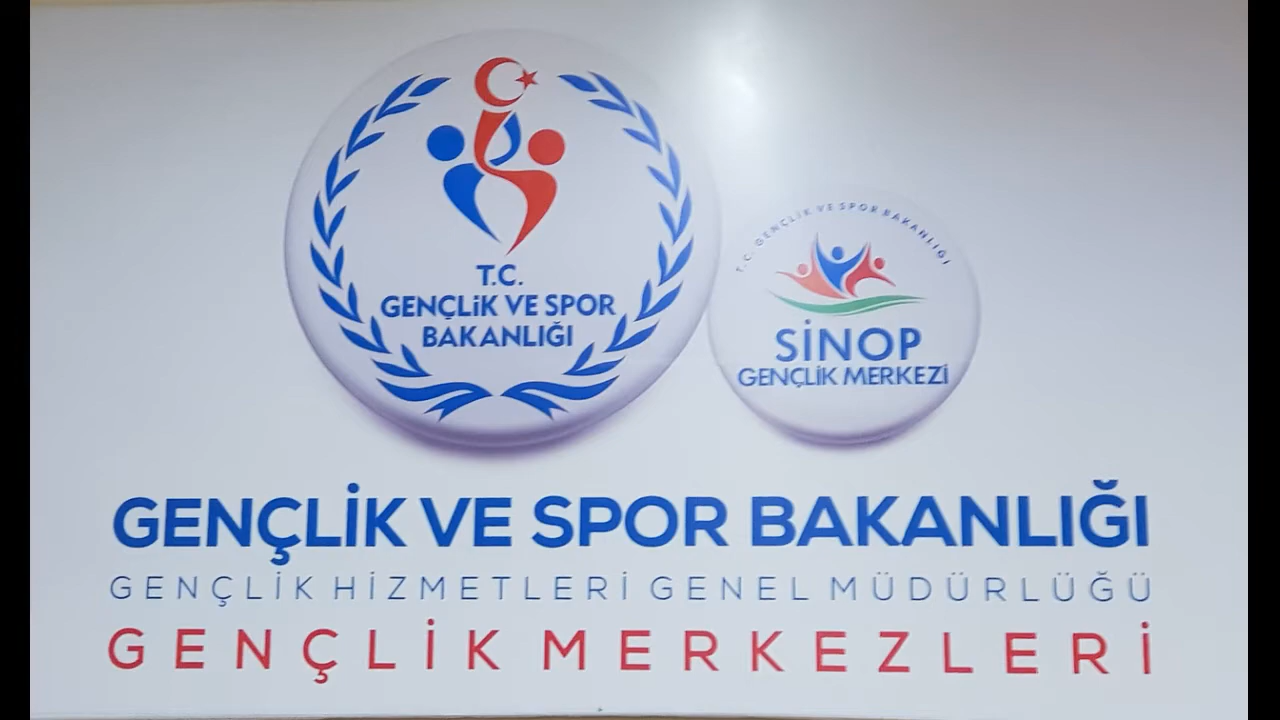 T.C.
GENÇLİK VE SPOR
BAKANLIĞI
T.C. GENÇLİK VE SPOR BAKANLIĞI
SİNOP
GENÇLİK MERKEZİ
GENÇLİK VE SPOR BAKANLIĞI
GENÇLİK HİZMETLERİ GENEL MÜDÜRLÜĞÜ
GENÇLİK MERKEZLERİ